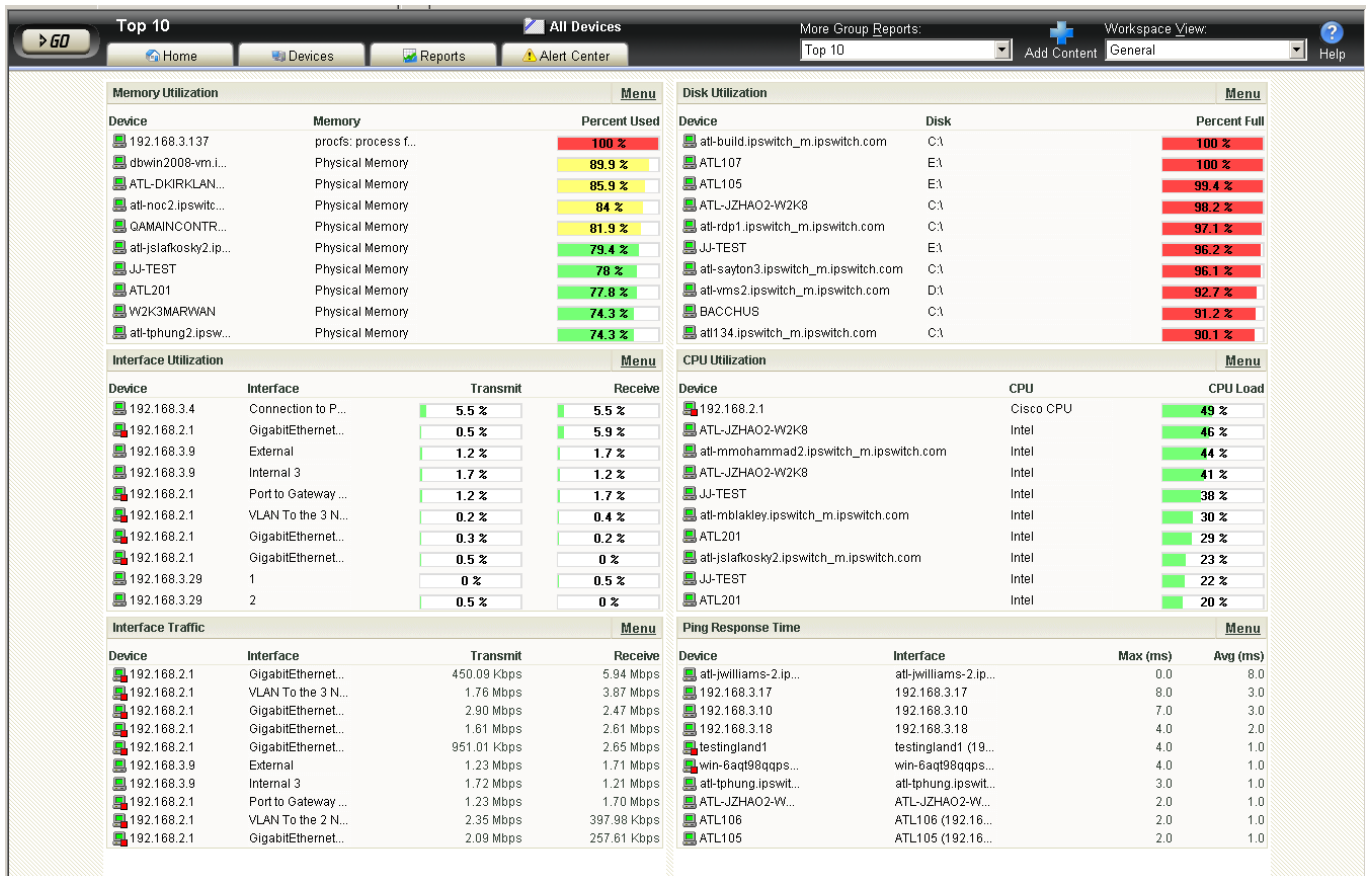 Top 10
All Devices
More Group Reports:
Workspace View:
GO
Home
Devices
Reports
Alert Center
Top 10
Add Content
General
Help
Memory Utilization Menu
Device Memory Percent Used
192.168.3.137 procfs: process f... 100 %
dbwin2008-vm.i... Physical Memory 89.9 %
ATL-DKIRKLAN... Physical Memory 85.9 %
atl-noc2.ipswitc... Physical Memory 84 %
QAMAINCONTR... Physical Memory 81.9 %
atl-jslafkosky2.ip... Physical Memory 79.4 %
JJ-TEST Physical Memory 78 %
ATL201 Physical Memory 77.8 %
W2K3MARWAN Physical Memory 74.3 %
atl-tphung2.ipsw... Physical Memory 74.3 %
Disk Utilization Menu
Device Disk Percent Full
atl-build.ipswitch_m.ipswitch.com C:\ 100 %
ATL107 E:\ 100 %
ATL105 E:\ 99.4 %
ATL-JZHAO2-W2K8 C:\ 98.2 %
atl-rdp1.ipswitch_m.ipswitch.com C:\ 97.1 %
JJ-TEST E:\ 96.2 %
atl-sayton3.ipswitch_m.ipswitch.com C:\ 96.1 %
atl-vms2.ipswitch_m.ipswitch.com D:\ 92.7 %
BACCHUS C:\ 91.2 %
atl134.ipswitch_m.ipswitch.com C:\ 90.1 %
Interface Utilization Menu
Device Interface Transmit Receive
192.168.3.4 Connection to P... 5.5 % 5.5 %
192.168.2.1 GigabitEthernet... 0.5 % 5.9 %
192.168.3.9 External 1.2 % 1.7 %
192.168.3.9 Internal 3 1.7 % 1.2 %
192.168.2.1 Port to Gateway ... 1.2 % 1.7 %
192.168.2.1 VLAN To the 3 N... 0.2 % 0.4 %
192.168.2.1 GigabitEthernet... 0.3 % 0.2 %
192.168.2.1 GigabitEthernet... 0.5 % 0 %
192.168.3.29 1 0 % 0.5 %
192.168.3.29 2 0.5 % 0 %
CPU Utilization Menu
Device CPU CPU Load
192.168.2.1 Cisco CPU 49 %
ATL-JZHAO2-W2K8 Intel 46 %
atl-mmohammad2.ipswitch_m.ipswitch.com Intel 44 %
ATL-JZHAO2-W2K8 Intel 41 %
JJ-TEST Intel 38 %
atl-mblakley.ipswitch_m.ipswitch.com Intel 30 %
ATL201 Intel 29 %
atl-jslafkosky2.ipswitch_m.ipswitch.com Intel 23 %
JJ-TEST Intel 22 %
ATL201 Intel 20 %
Interface Traffic Menu
Device Interface Transmit Receive
192.168.2.1 GigabitEthernet... 450.09 Kbps 5.94 Mbps
192.168.2.1 VLAN To the 3 N... 1.76 Mbps 3.87 Mbps
192.168.2.1 GigabitEthernet... 2.90 Mbps 2.47 Mbps
192.168.2.1 GigabitEthernet... 1.61 Mbps 2.61 Mbps
192.168.2.1 GigabitEthernet... 951.01 Kbps 2.65 Mbps
192.168.3.9 External 1.23 Mbps 1.71 Mbps
192.168.3.9 Internal 3 1.72 Mbps 1.21 Mbps
192.168.2.1 Port to Gateway ... 1.23 Mbps 1.70 Mbps
192.168.2.1 VLAN To the 2 N... 2.35 Mbps 397.98 Kbps
192.168.2.1 GigabitEthernet... 2.09 Mbps 257.61 Kbps
Ping Response Time Menu
Device Interface Max (ms) Avg (ms)
atl-jwilliams-2.ip... atl-jwilliams-2.ip... 0.0 8.0
192.168.3.17 192.168.3.17 8.0 3.0
192.168.3.10 192.168.3.10 7.0 3.0
192.168.3.18 192.168.3.18 4.0 2.0
testingland1 testingland1 (19... 4.0 1.0
win-6aqt98qqps... win-6aqt98qqps... 4.0 1.0
atl-tphung.ipswit... atl-tphung.ipswit... 3.0 1.0
ATL-JZHAO2-W... ATL-JZHAO2-W... 2.0 1.0
ATL106 ATL106 (192.16... 2.0 1.0
ATL105 ATL105 (192.16... 2.0 1.0